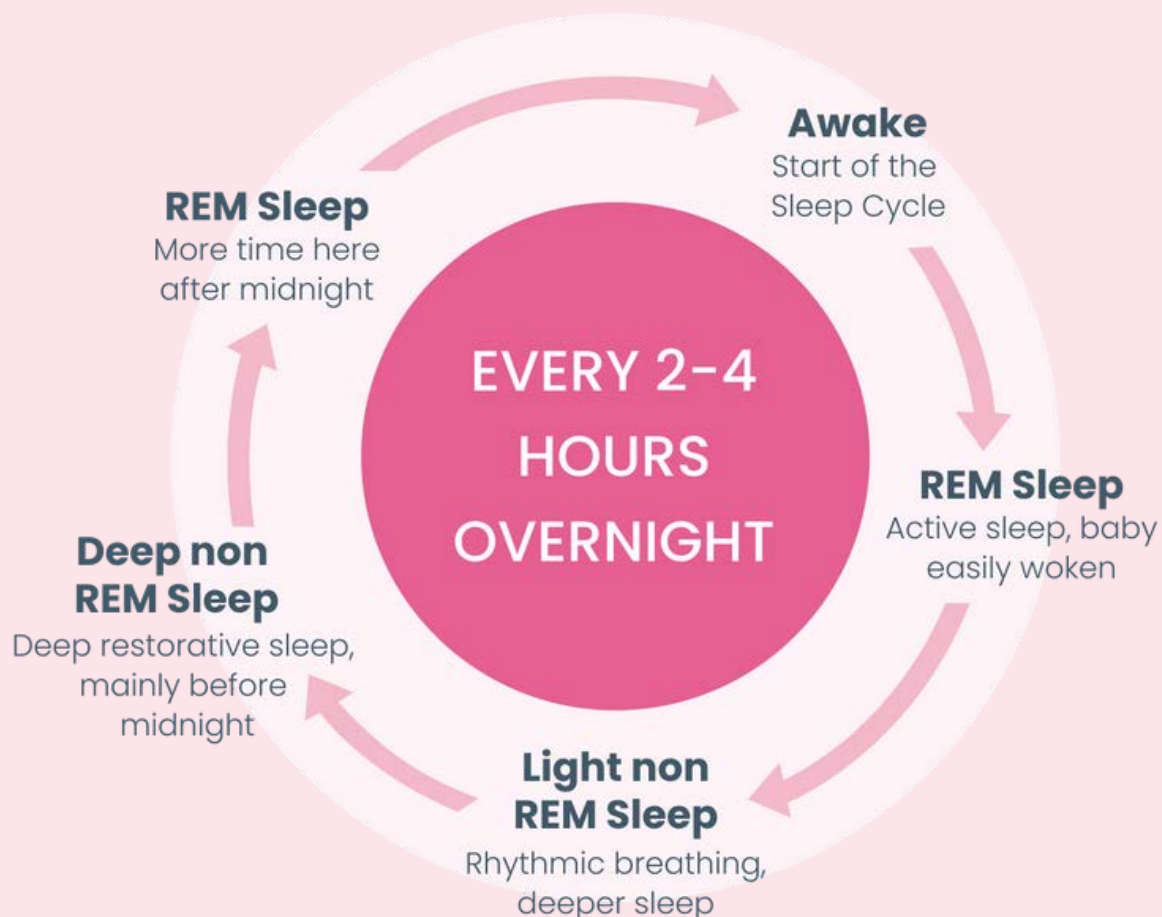 Awake
Start of the
Sleep Cycle
REM Sleep
Active sleep, baby
easily woken
Light non
REM Sleep
Rhythmic breathing,
deeper sleep
Deep non
REM Sleep
Deep restorative sleep,
mainly before
midnight
REM Sleep
More time here
after midnight
EVERY 2-4
HOURS
OVERNIGHT